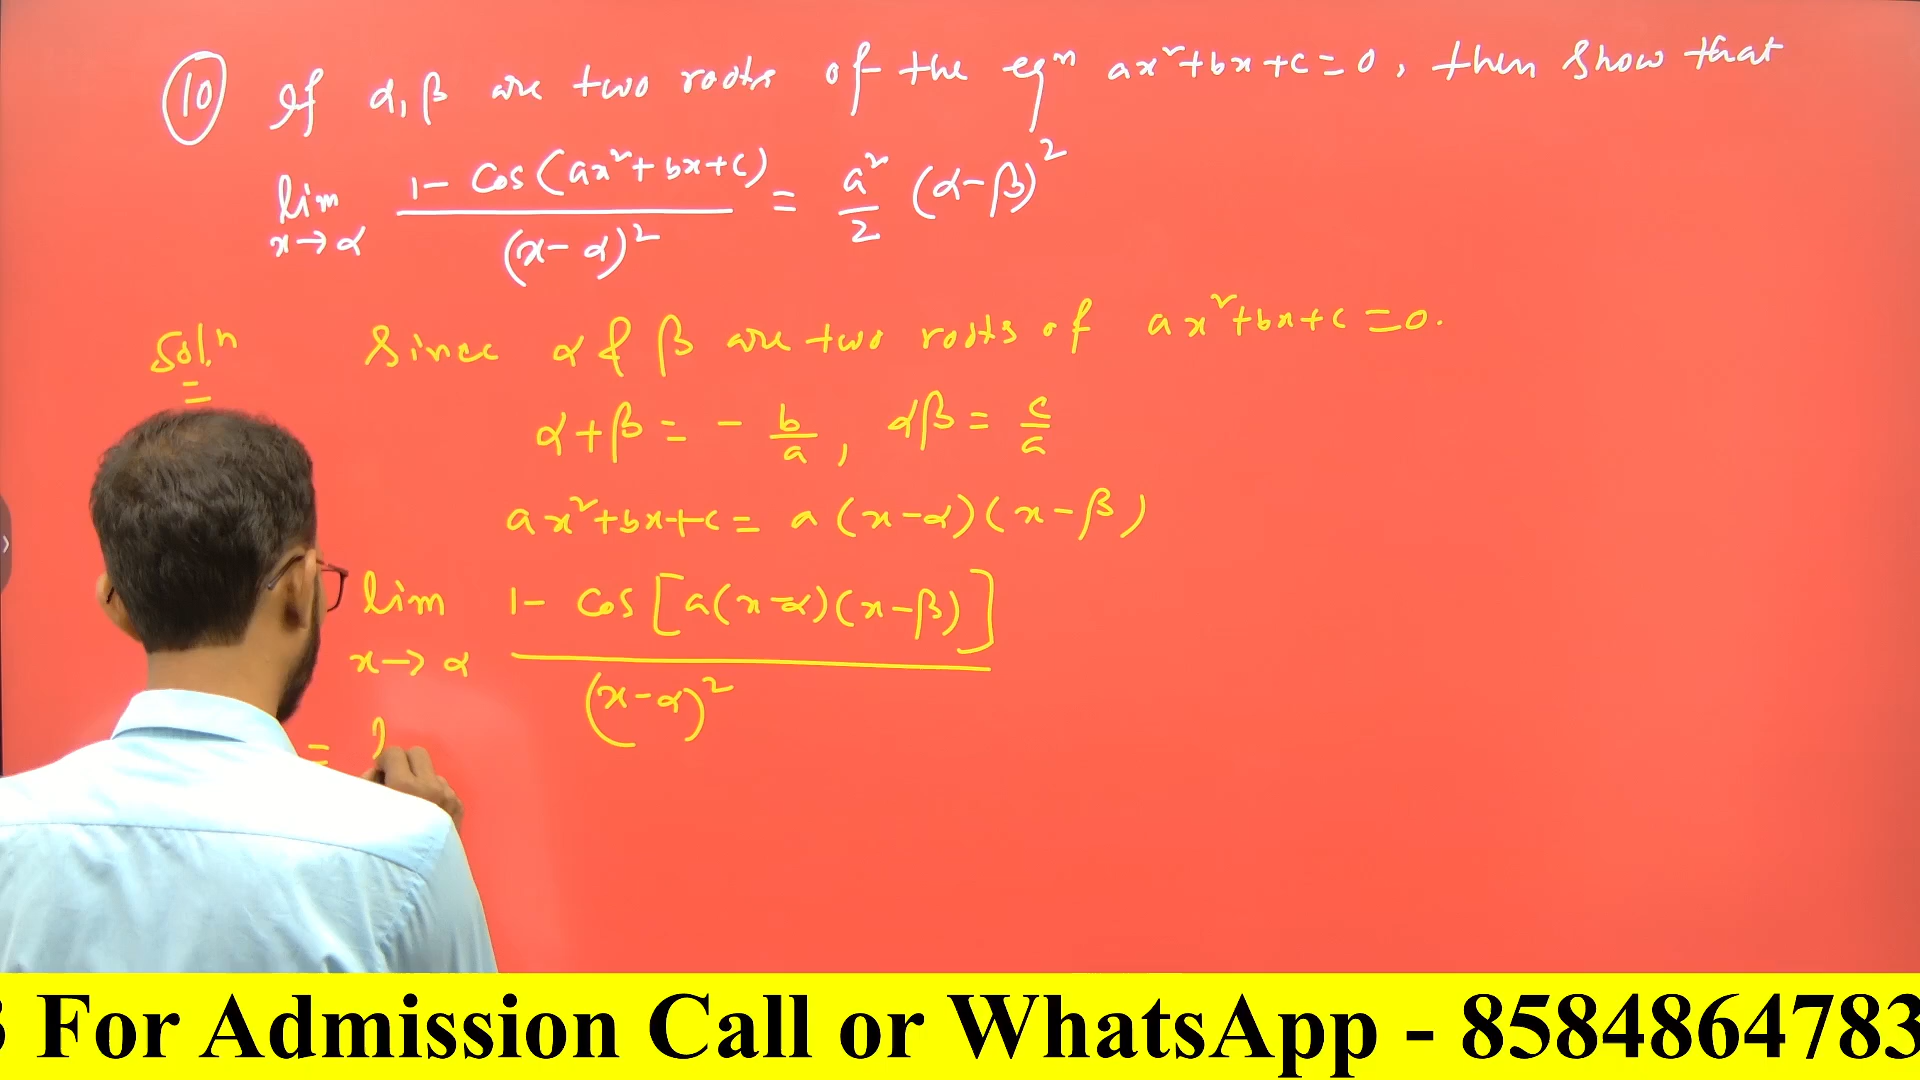 ⑩ If α, β are two roots of the eqⁿ ax²+bx+c=0, then show that
lim x→α (1- Cos(ax²+bx+c))/(x-α)² = a²/2 (α-β)²
Solⁿ Since α & β are two roots of ax²+bx+c=0.
α+β = - b/a, αβ = c/a
ax²+bx+c = a(x-α)(x-β)
lim x→α (1- Cos[a(x-α)(x-β)])/(x-α)²
=
For Admission Call or WhatsApp - 8584864783